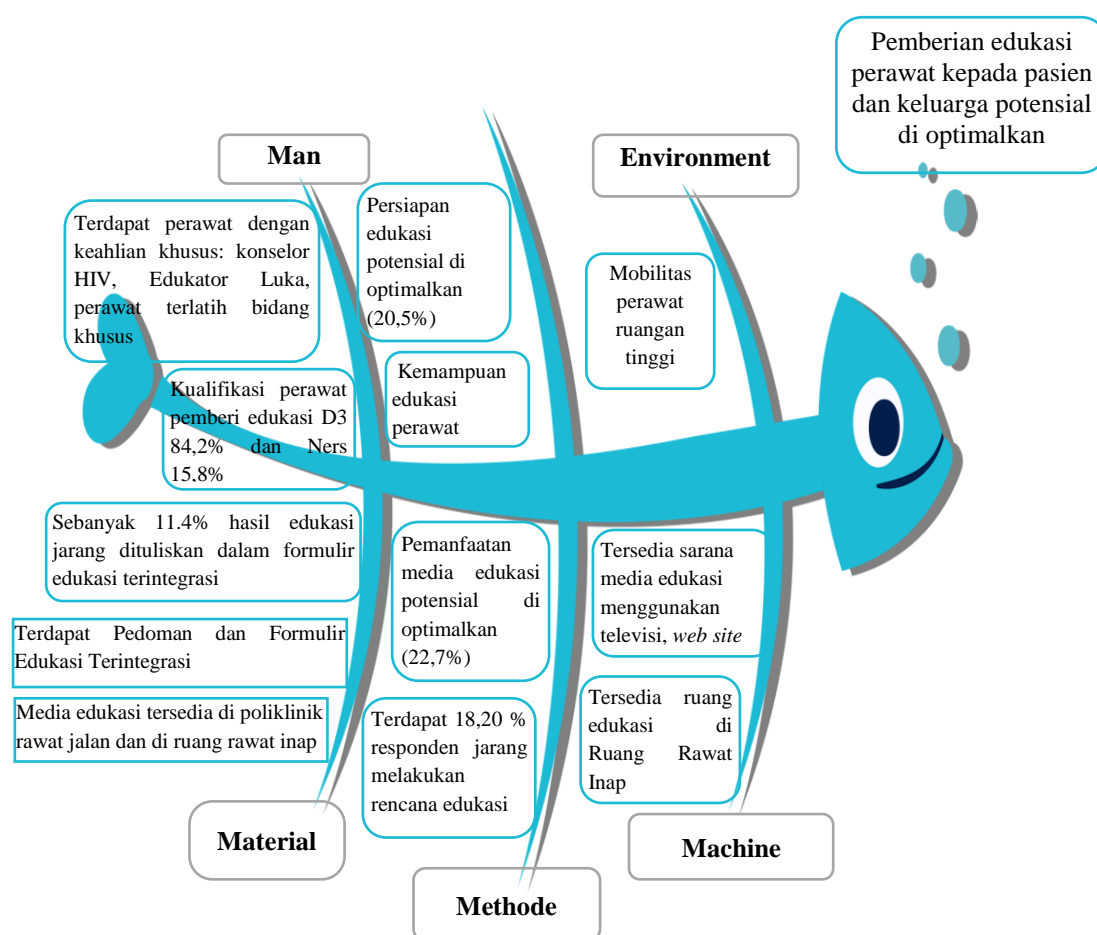 Pemberian edukasi
perawat kepada pasien
dan keluarga potensial
di optimalkan
Man
Environment
Terdapat perawat dengan
keahlian khusus: konselor
HIV, Edukator Luka,
perawat terlatih bidang
khusus
Persiapan
edukasi
potensial di
optimalkan
(20,5%)
Mobilitas
perawat
ruangan
tinggi
Kualifikasi perawat
pemberi edukasi D3
84,2% dan Ners
15,8%
Kemampuan
edukasi
perawat
Sebanyak 11.4% hasil edukasi
jarang dituliskan dalam formulir
edukasi terintegrasi
Terdapat Pedoman dan Formulir
Edukasi Terintegrasi
Media edukasi tersedia di poliklinik
rawat jalan dan di ruang rawat inap
Pemanfaatan
media edukasi
potensial di
optimalkan
(22,7%)
Terdapat 18,20 %
responden jarang
melakukan
rencana edukasi
Tersedia sarana
media edukasi
menggunakan
televisi, web site
Tersedia ruang
edukasi di
Ruang Rawat
Inap
Material
Methode
Machine